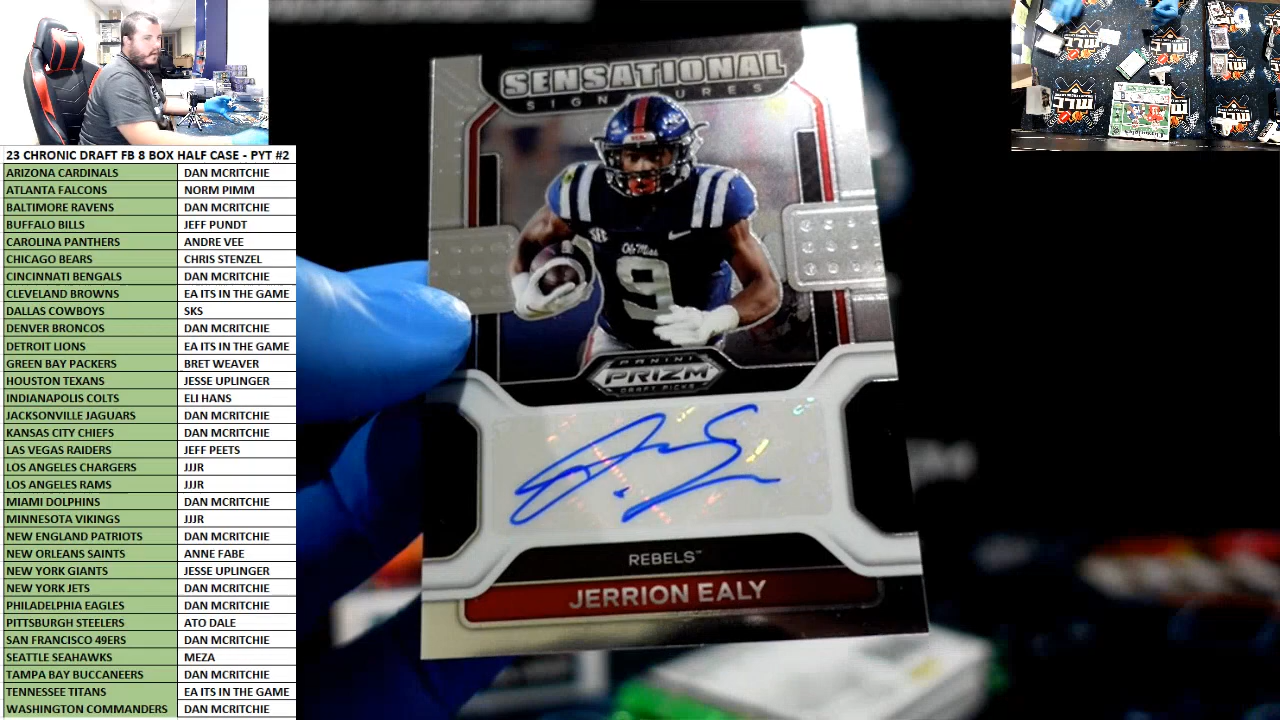 23 CHRONIC DRAFT FB 8 BOX HALF CASE - PYT #2
ARIZONA CARDINALS DAN MCRITCHIE
ATLANTA FALCONS NORM PIMM
BALTIMORE RAVENS DAN MCRITCHIE
BUFFALO BILLS JEFF PUNDT
CAROLINA PANTHERS ANDRE VEE
CHICAGO BEARS CHRIS STENZEL
CINCINNATI BENGALS DAN MCRITCHIE
CLEVELAND BROWNS EA ITS IN THE GAME
DALLAS COWBOYS SKS
DENVER BRONCOS DAN MCRITCHIE
DETROIT LIONS EA ITS IN THE GAME
GREEN BAY PACKERS BRET WEAVER
HOUSTON TEXANS JESSE UPLINGER
INDIANAPOLIS COLTS ELI HANS
JACKSONVILLE JAGUARS DAN MCRITCHIE
KANSAS CITY CHIEFS DAN MCRITCHIE
LAS VEGAS RAIDERS JEFF PEETS
LOS ANGELES CHARGERS JJJR
LOS ANGELES RAMS JJJR
MIAMI DOLPHINS DAN MCRITCHIE
MINNESOTA VIKINGS JJJR
NEW ENGLAND PATRIOTS DAN MCRITCHIE
NEW ORLEANS SAINTS ANNE FABE
NEW YORK GIANTS JESSE UPLINGER
NEW YORK JETS DAN MCRITCHIE
PHILADELPHIA EAGLES DAN MCRITCHIE
PITTSBURGH STEELERS ATO DALE
SAN FRANCISCO 49ERS DAN MCRITCHIE
SEATTLE SEAHAWKS MEZA
TAMPA BAY BUCCANEERS DAN MCRITCHIE
TENNESSEE TITANS EA ITS IN THE GAME
WASHINGTON COMMANDERS DAN MCRITCHIE
SENSATIONAL
SIGNATURES
Ole Miss
9
PANINI
PRIZM
DRAFT PICKS
REBELS™
JERRION EALY